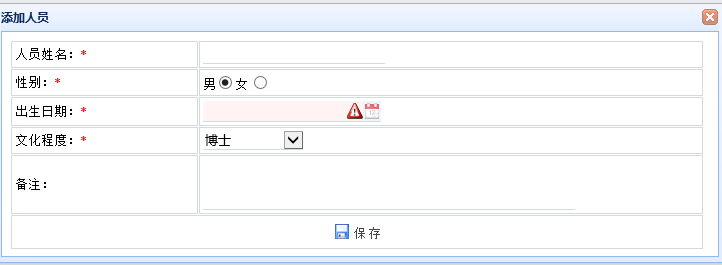 添加人员
人员姓名：*
性别：* 男 女
出生日期：*
文化程度：* 博士
备注：
保存